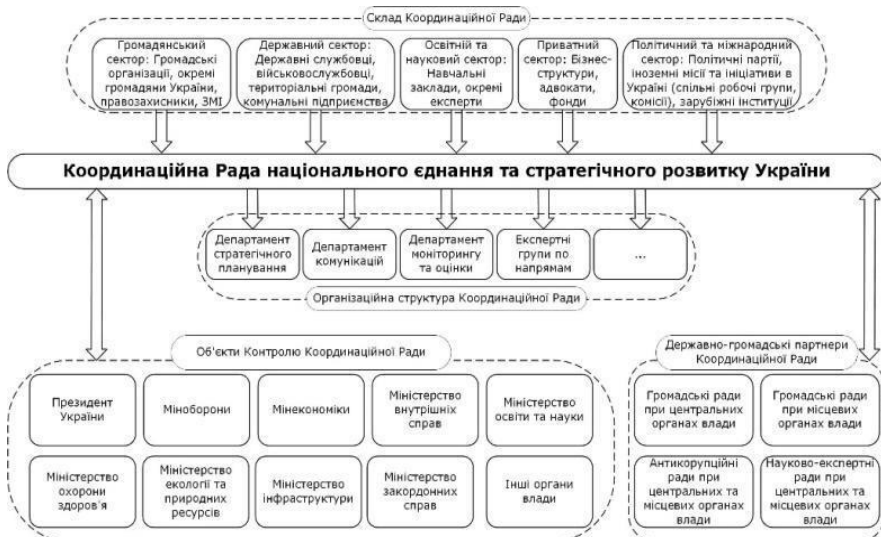 Склад Координаційної Ради
Громадянський
сектор: Громадські
організації, окремі
громадяни України,
правозахисники, ЗМІ
Державний сектор:
Державні службовці,
військовослужбовці,
територіальні громади,
комунальні підприємства
Освітній та
науковий сектор:
Навчальні
заклади, окремі
експерти
Приватний
сектор: Бізнес-
структури,
адвокати,
фонди
Політичний та міжнародний
сектор: Політичні партії,
іноземні місії та ініціативи в
Україні (спільні робочі групи,
комісії), зарубіжні інституції
Координаційна Рада національного єднання та стратегічного розвитку України
Департамент
стратегічного
планування
Департамент
комунікацій
Департамент
моніторингу
та оцінки
Експертні
групи по
напрямам
...
Організаційна структура Координаційної Ради
Об'єкти Контролю Координаційної Ради
Президент
України
Міноборони
Мінекономіки
Міністерство
внутрішніх
справ
Міністерство
освіти та науки
Міністерство
охорони
здоров'я
Міністерство
екології та
природних
ресурсів
Міністерство
інфраструктури
Міністерство
закордонних
справ
Інші органи
влади
Державно-громадські партнери
Координаційної Ради
Громадські ради
при центральних
органах влади
Громадські ради
при місцевих
органах влади
Антикорупційні
ради при
центральних та
місцевих органах
влади
Науково-експертні
ради при
центральних та
місцевих органах
влади